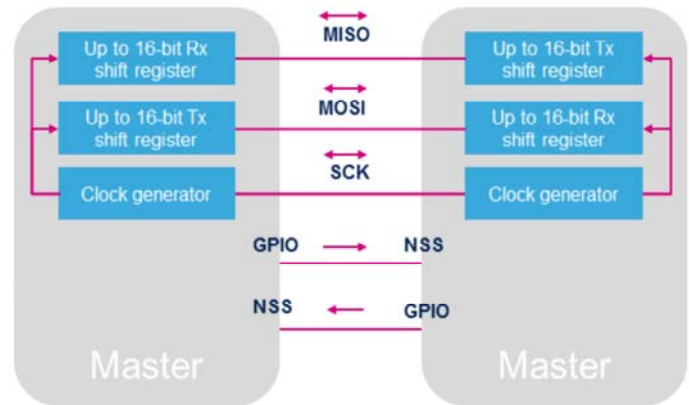 MISO
Up to 16-bit Rx
shift register
Up to 16-bit Tx
shift register
MOSI
Up to 16-bit Tx
shift register
Up to 16-bit Rx
shift register
SCK
Clock generator
Clock generator
GPIO
NSS
NSS
GPIO
Master
Master